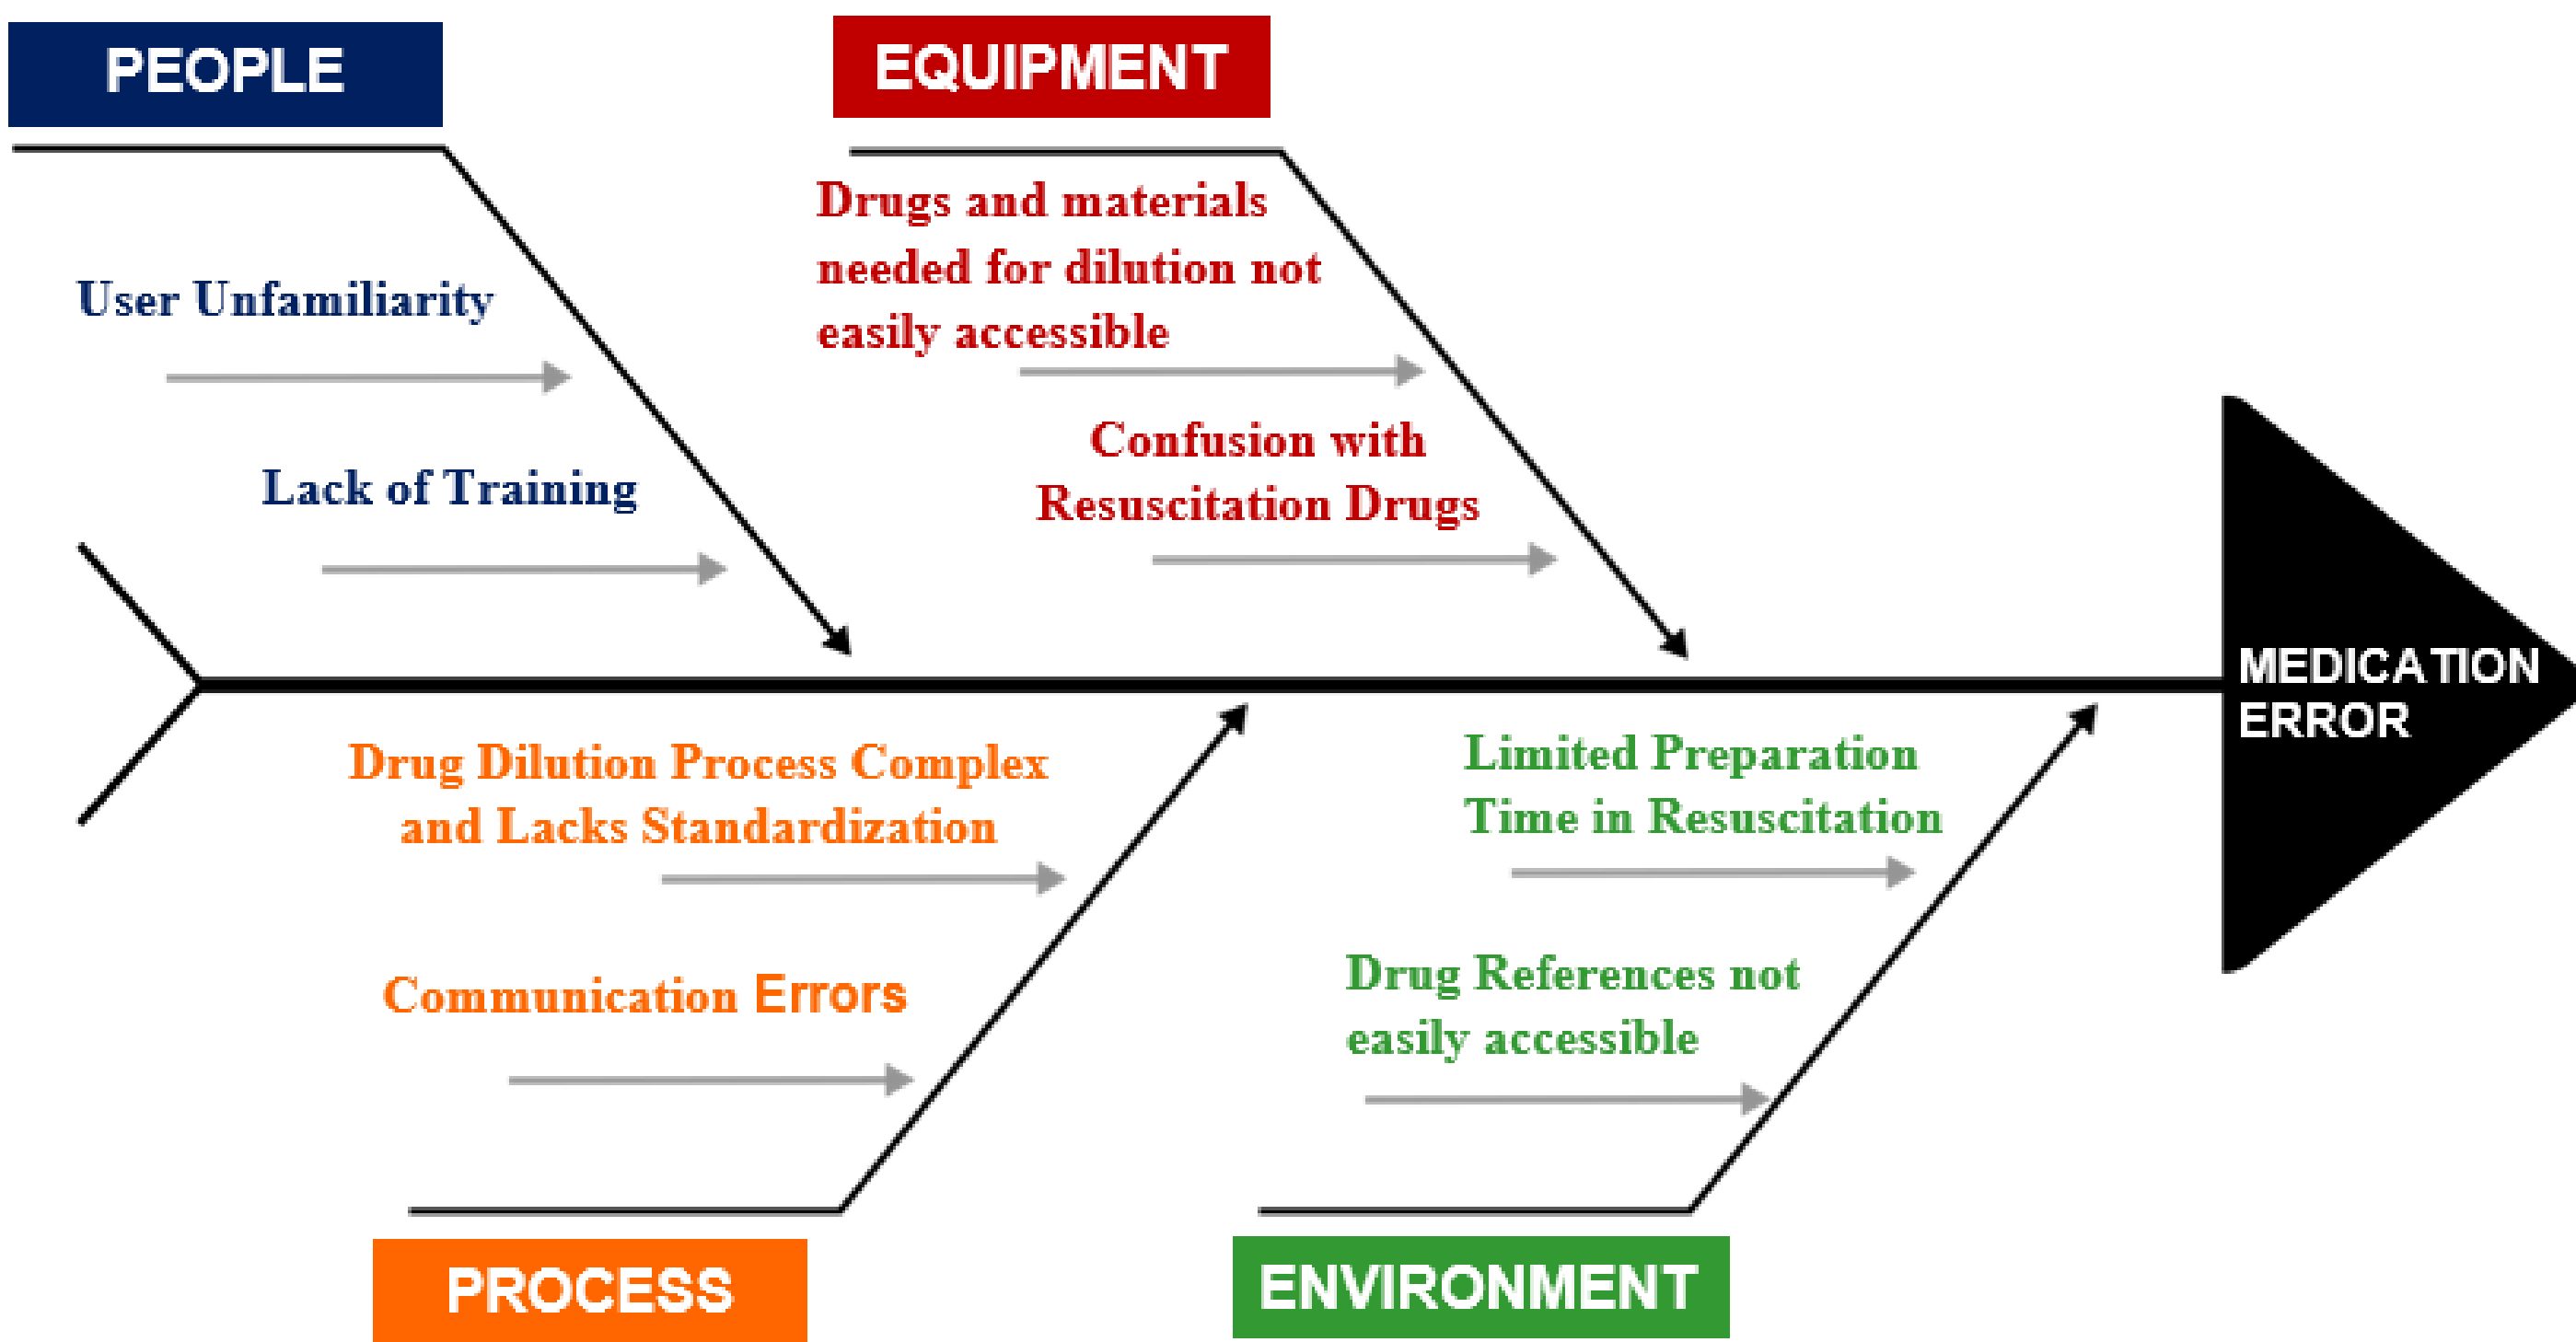 PEOPLE
EQUIPMENT
User Unfamiliarity
Lack of Training
Drugs and materials
needed for dilution not
easily accessible
Confusion with
Resuscitation Drugs
MEDICATION
ERROR
Drug Dilution Process Complex
and Lacks Standardization
Communication Errors
Limited Preparation
Time in Resuscitation
Drug References not
easily accessible
PROCESS
ENVIRONMENT